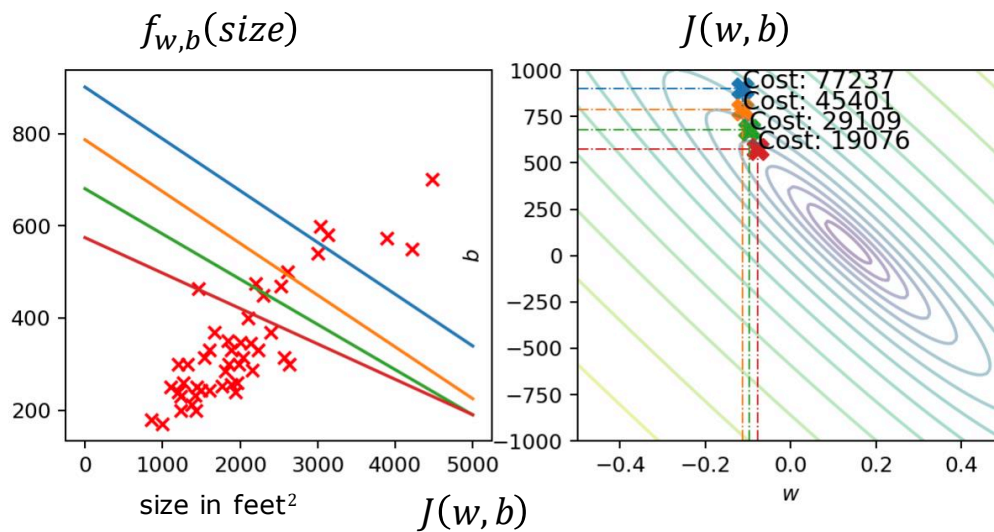 f_{w,b}(size)
J(w, b)
800
600
400
200
0
1000
2000
3000
4000
5000
size in feet²
b
1000
750
500
250
0
−250
−500
−750
−1000
Cost: 77237
Cost: 45401
Cost: 29109
Cost: 19076
−0.4
−0.2
0.0
0.2
0.4
w
J(w, b)